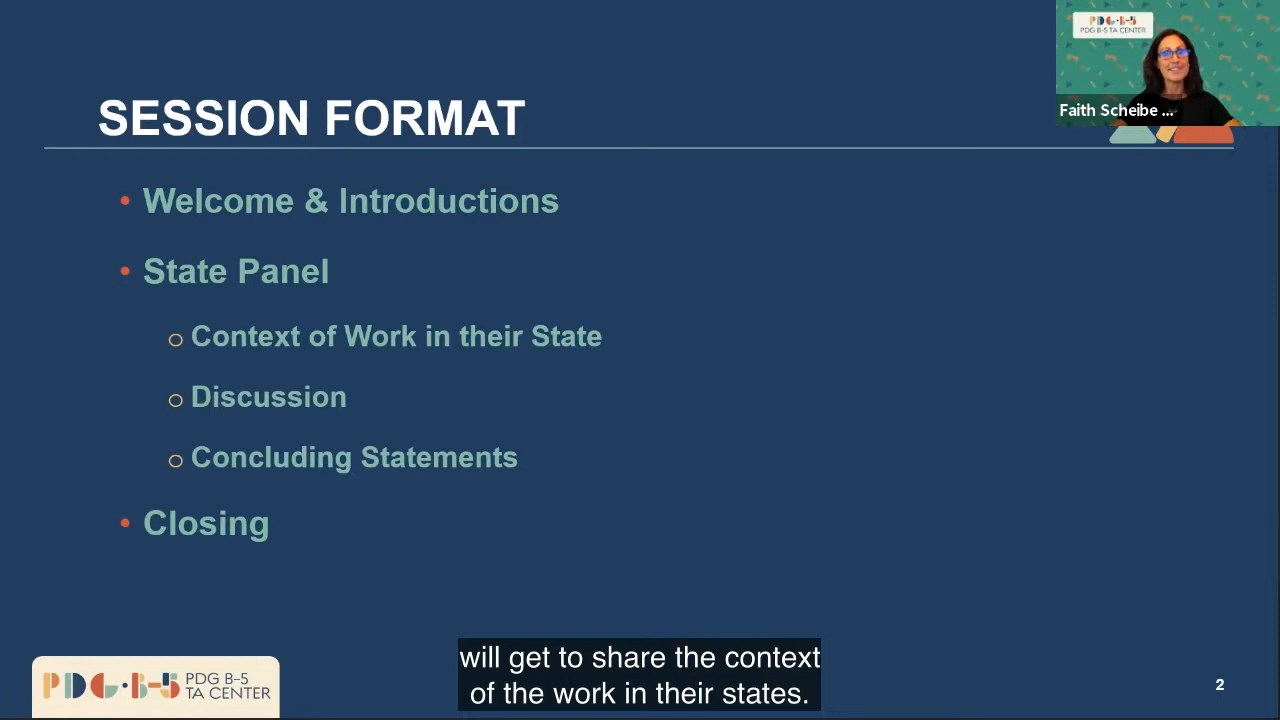 PDG·B-5
PDG B-5 TA CENTER
Faith Scheibe ...
SESSION FORMAT
• Welcome & Introductions
• State Panel
o Context of Work in their State
o Discussion
o Concluding Statements
• Closing
will get to share the context
of the work in their states.
PDG·B-5
PDG B–5
TA CENTER
2